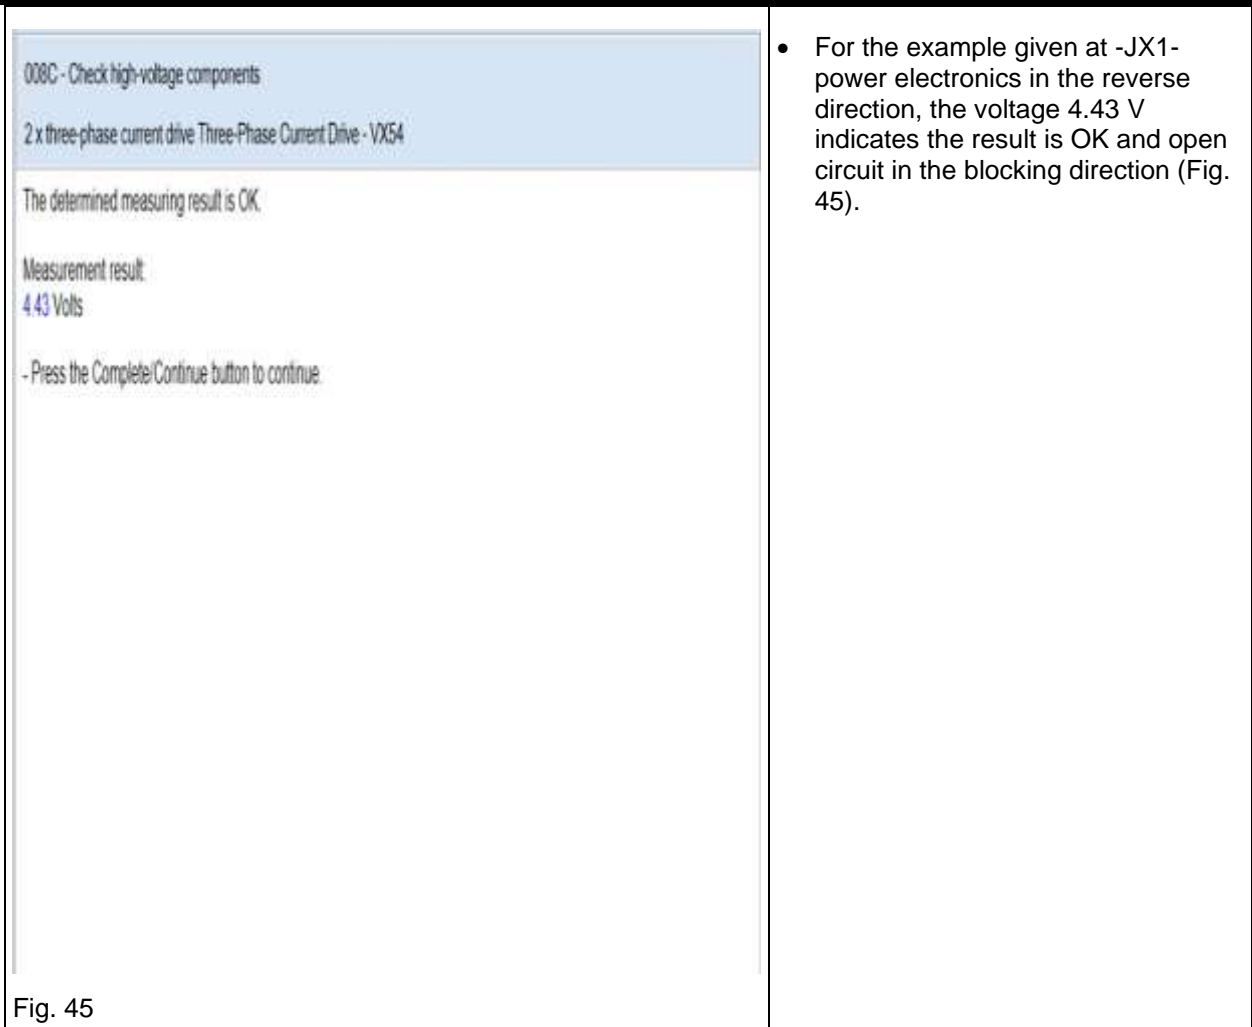 008C - Check high-voltage components
2 x three-phase current drive Three-Phase Current Drive - VX54
The determined measuring result is OK.
Measurement result:
4.43 Volts
- Press the Complete/Continue button to continue.
Fig. 45
• For the example given at -JX1-
power electronics in the reverse
direction, the voltage 4.43 V
indicates the result is OK and open
circuit in the blocking direction (Fig.
45).